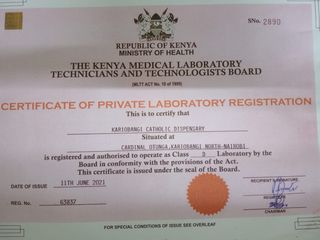 SNo. 2890
REPUBLIC OF KENYA
MINISTRY OF HEALTH
THE KENYA MEDICAL LABORATORY
TECHNICIANS AND TECHNOLOGISTS BOARD
(MLTT ACT No. 10 of 1999)
CERTIFICATE OF PRIVATE LABORATORY REGISTRATION
This is to certify that
KARIOBANGI CATHOLIC DISPENSARY
Situated at
CARDINAL OTUNGA, KARIOBANGI NORTH-NAIROBI.
is registered and authorised to operate as Class D Laboratory by the
Board in conformity with the provisions of the Act.
This certificate is issued under the seal of the Board.
DATE OF ISSUE 11TH JUNE 2021
RECIPIENT'S SIGNATURE
REG. NO. 63837
CHAIRMAN
FOR SPECIAL CONDITION OF ISSUE SEE OVERLEAF